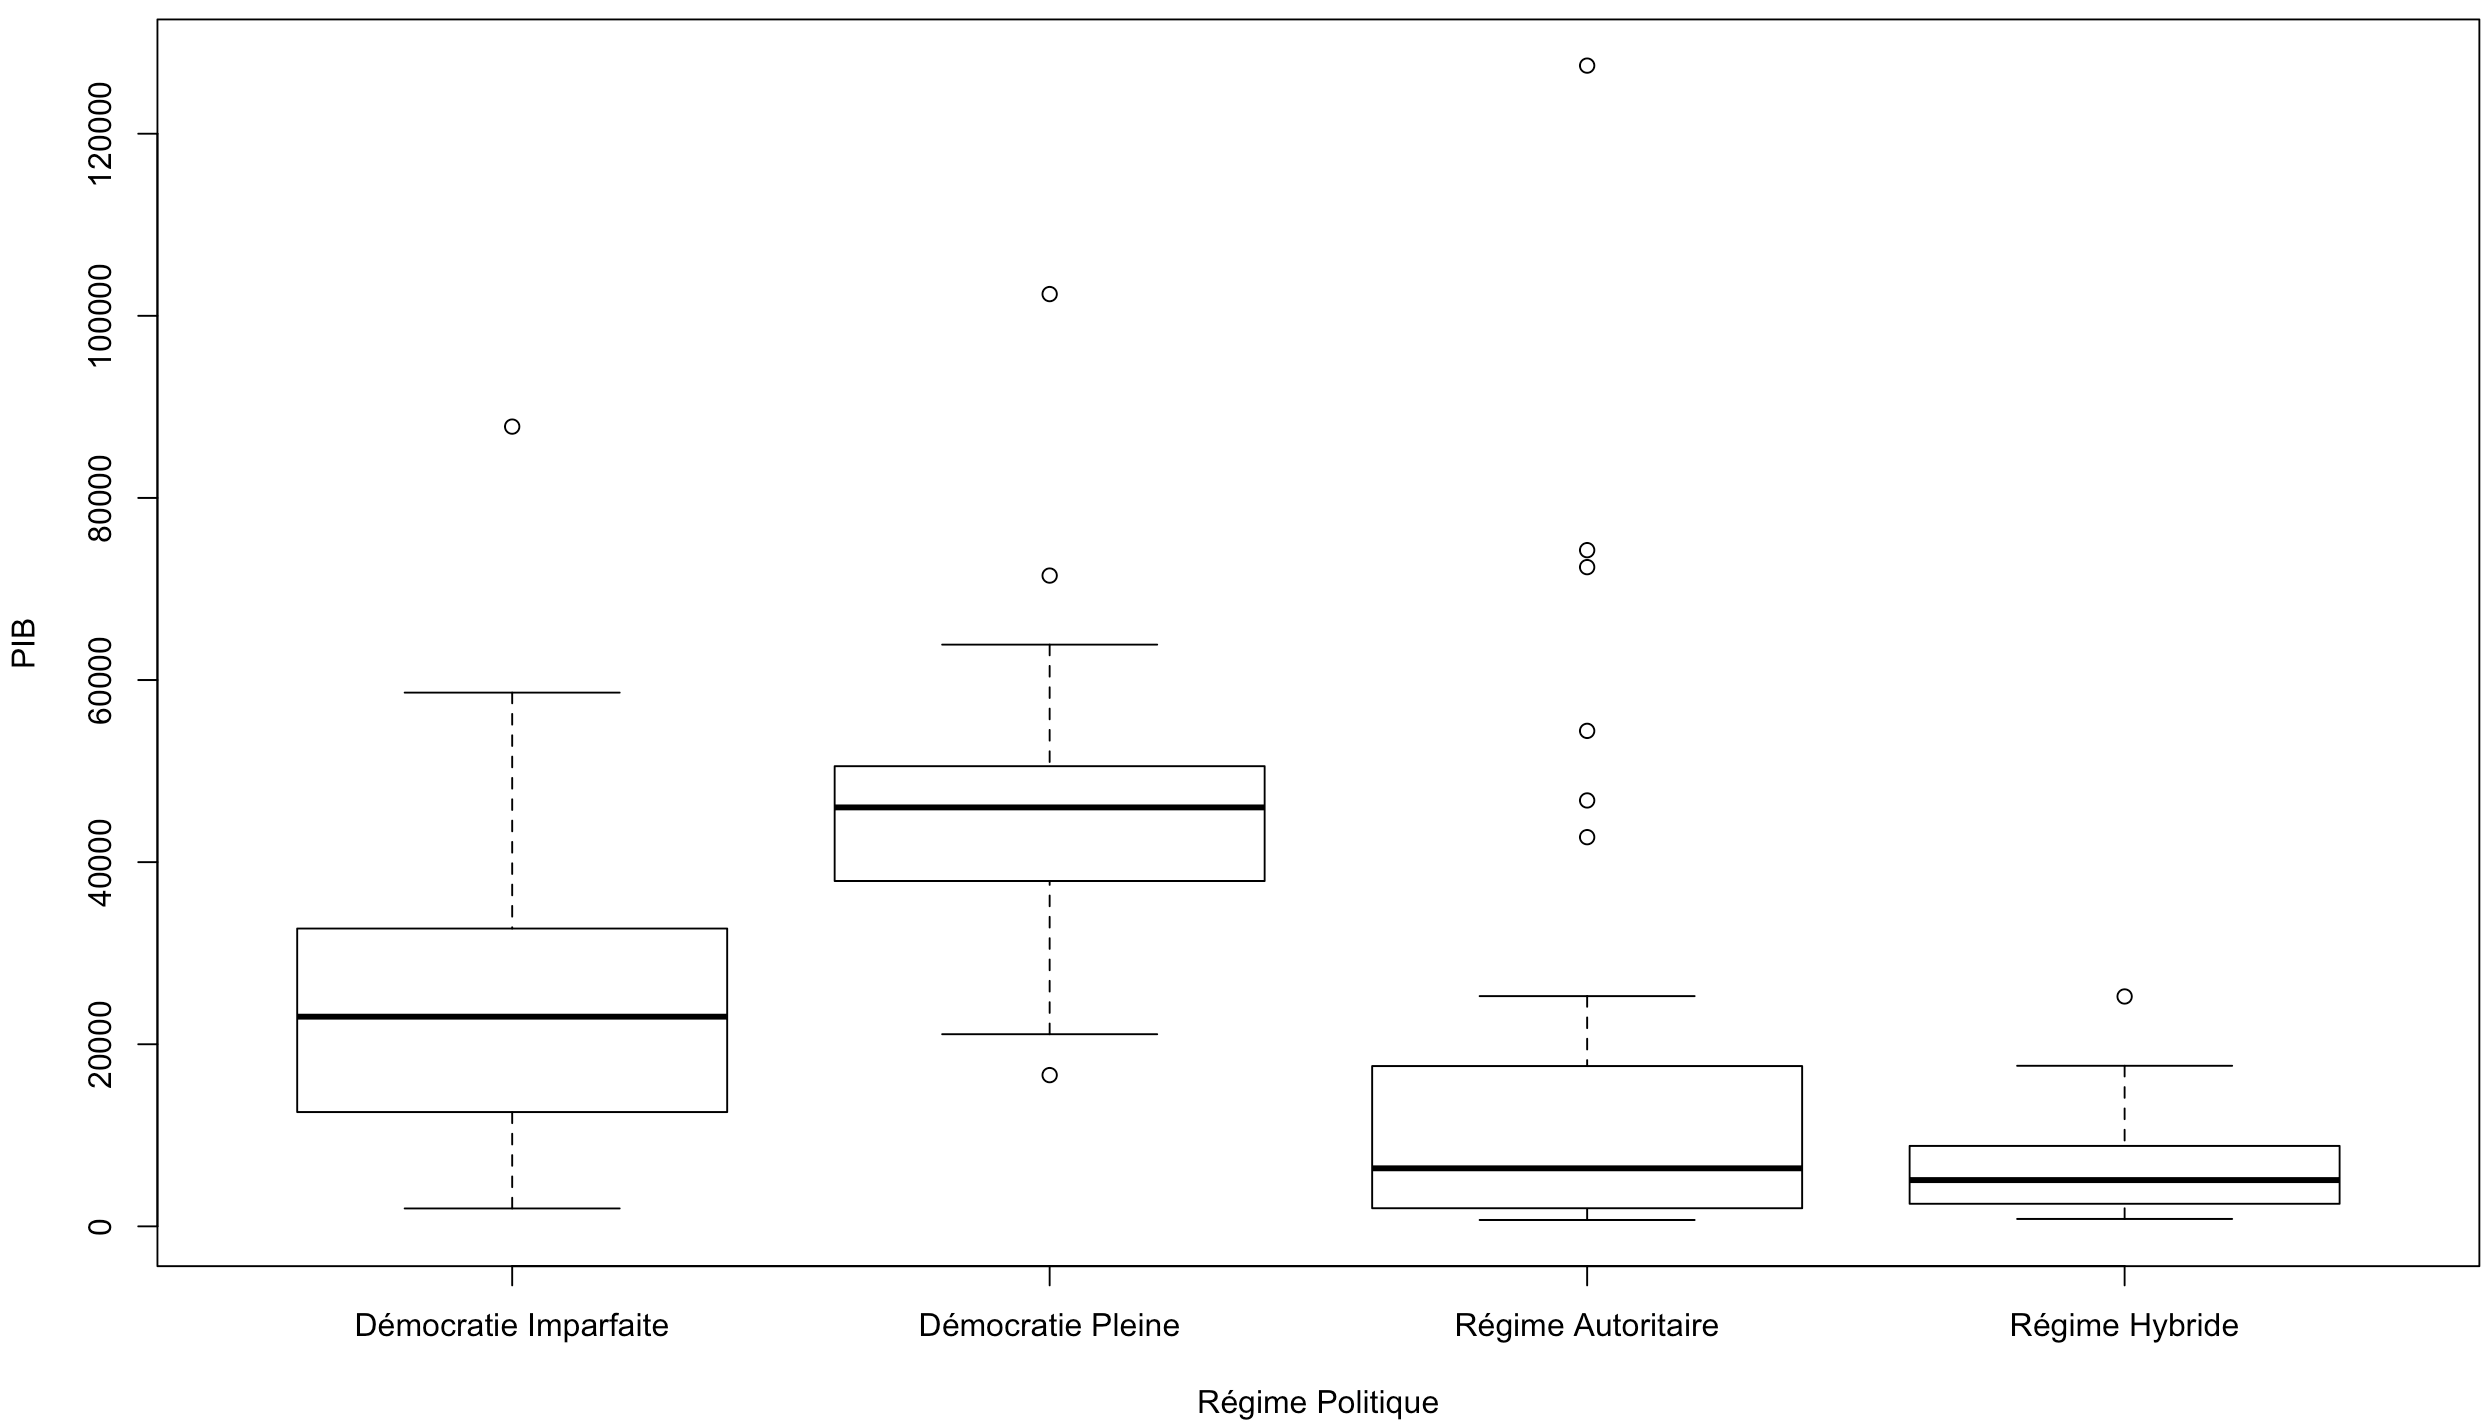 120000
100000
80000
60000
40000
20000
0
PIB
Démocratie Imparfaite
Démocratie Pleine
Régime Autoritaire
Régime Hybride
Régime Politique